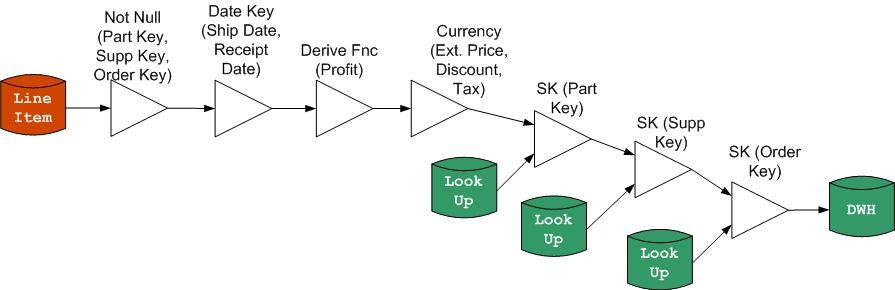 Not Null
(Part Key,
Supp Key,
Order Key)
Date Key
(Ship Date,
Receipt
Date)
Derive Fnc
(Profit)
Currency
(Ext. Price,
Discount,
Tax)
SK (Part
Key)
SK (Supp
Key)
SK (Order
Key)
Line
Item
Look
Up
Look
Up
Look
Up
DWH